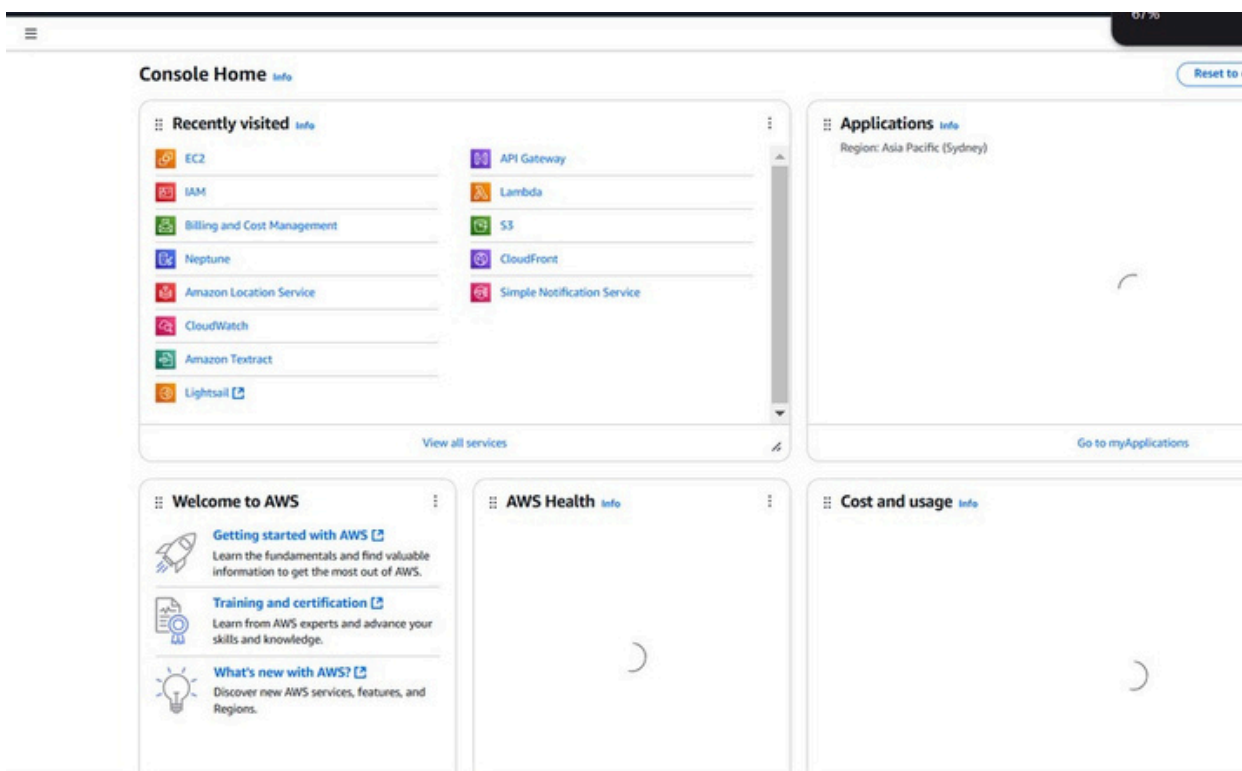 67%
Console Home Info
Reset to
Recently visited Info
EC2
IAM
Billing and Cost Management
Neptune
Amazon Location Service
CloudWatch
Amazon Textract
Lightsail
API Gateway
Lambda
S3
CloudFront
Simple Notification Service
View all services
Applications Info
Region: Asia Pacific (Sydney)
Go to myApplications
Welcome to AWS
Getting started with AWS
Learn the fundamentals and find valuable
information to get the most out of AWS.
Training and certification
Learn from AWS experts and advance your
skills and knowledge.
What's new with AWS?
Discover new AWS services, features, and
Regions.
AWS Health Info
Cost and usage Info